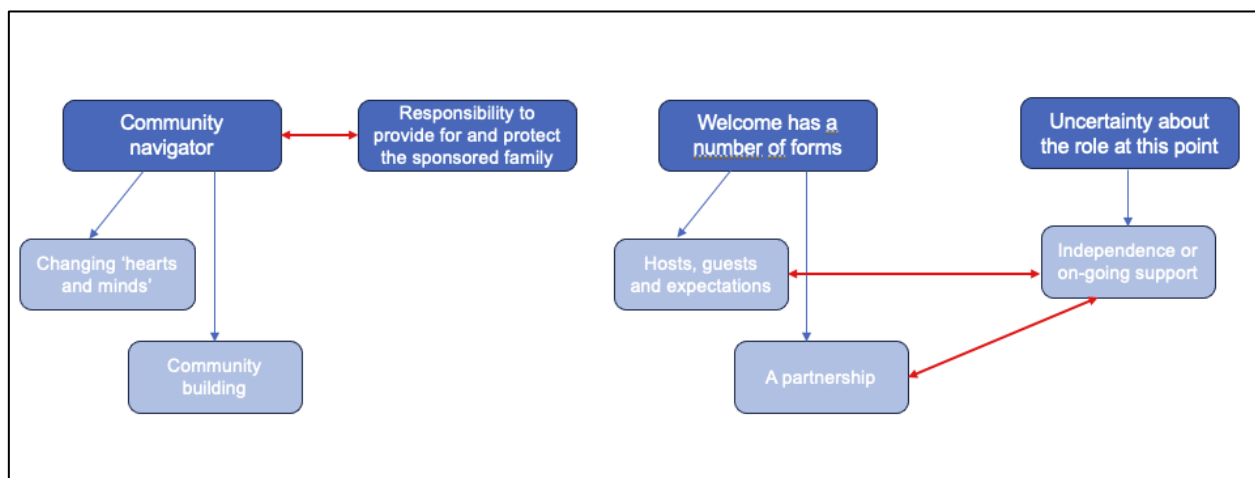 Community
navigator
Responsibility to
provide for and protect
the sponsored family
Welcome has a
number of forms
Uncertainty about
the role at this point
Changing ‘hearts
and minds’
Hosts, guests
and expectations
Independence or
on-going support
Community
building
A partnership